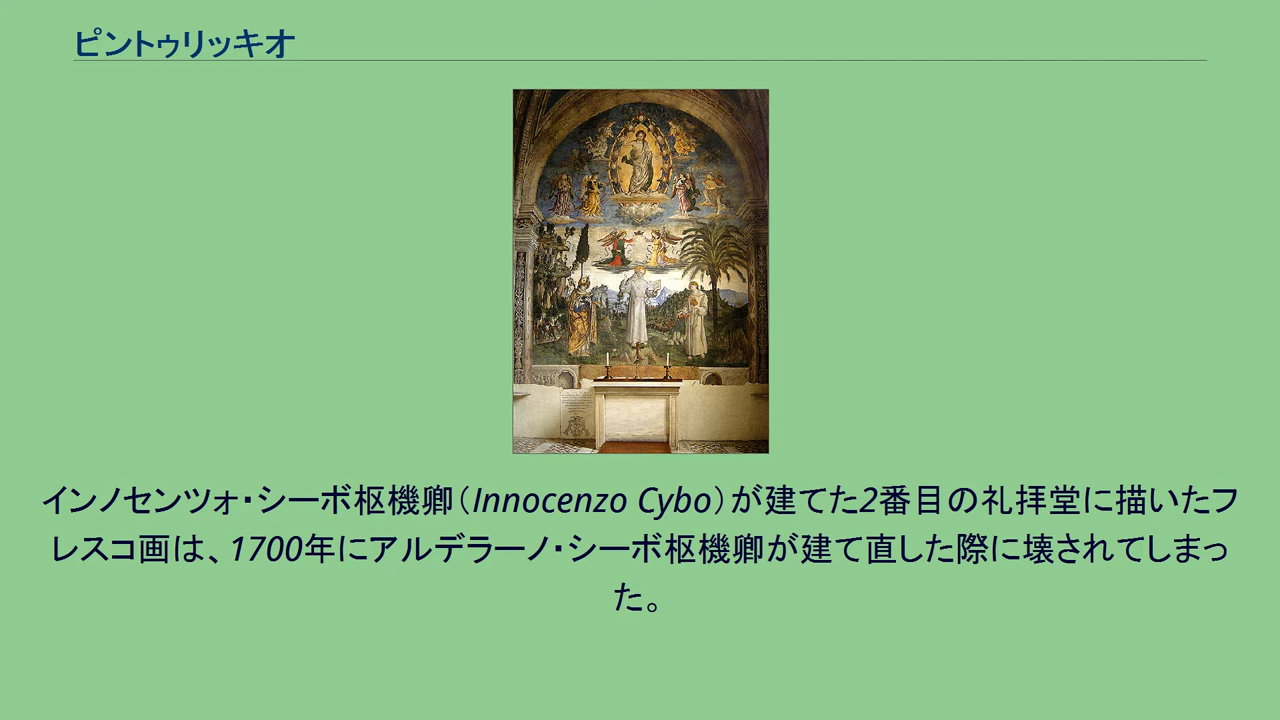 ピントゥリッキオ
インノセンツォ・シーボ枢機卿（Innocenzo Cybo）が建てた2番目の礼拝堂に描いたフ
レスコ画は、1700年にアルデラーノ・シーボ枢機卿が建て直した際に壊されてしまっ
た。